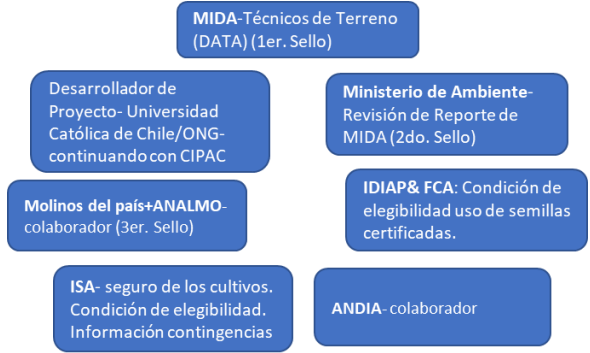 MIDA-Técnicos de Terreno
(DATA) (1er. Sello)
Desarrollador de
Proyecto- Universidad
Católica de Chile/ONG-
continuando con CIPAC
Ministerio de Ambiente-
Revisión de Reporte de
MIDA (2do. Sello)
Molinos del país+ANALMO-
colaborador (3er. Sello)
IDIAP& FCA: Condición de
elegibilidad uso de semillas
certificadas.
ISA- seguro de los cultivos.
Condición de elegibilidad.
Información contingencias
ANDIA- colaborador